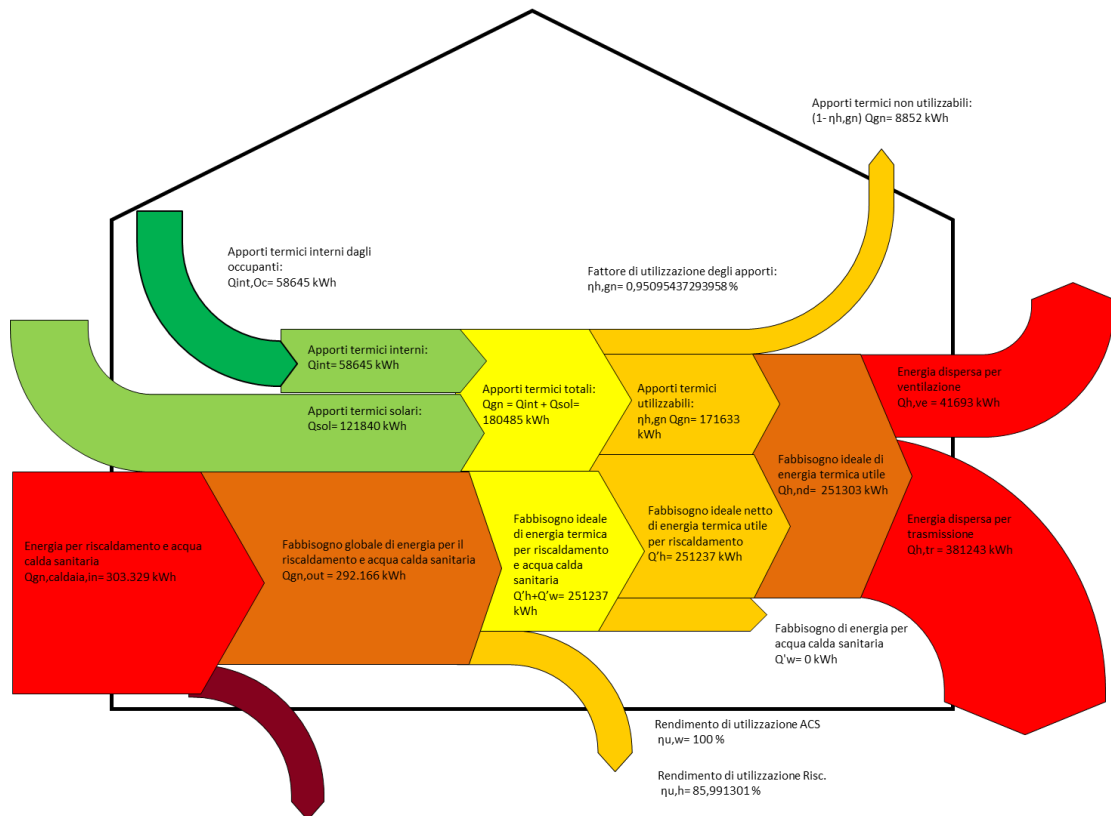 Apporti termici non utilizzabili:
(1- ηh,gn) Qgn= 8852 kWh
Apporti termici interni dagli
occupanti:
Qint,Oc= 58645 kWh
Fattore di utilizzazione degli apporti:
ηh,gn= 0,95095437293958 %
Apporti termici interni:
Qint= 58645 kWh
Apporti termici solari:
Qsol= 121840 kWh
Apporti termici totali:
Qgn = Qint + Qsol=
180485 kWh
Apporti termici
utilizzabili:
ηh,gn Qgn= 171633
kWh
Energia dispersa per
ventilazione
Qh,ve = 41693 kWh
Fabbisogno ideale di
energia termica utile
Qh,nd= 251303 kWh
Energia per riscaldamento e acqua
calda sanitaria
Qgn,caldaia,in= 303.329 kWh
Fabbisogno globale di energia per il
riscaldamento e acqua calda sanitaria
Qgn,out = 292.166 kWh
Fabbisogno ideale
di energia termica
per riscaldamento
e acqua calda
sanitaria
Q'h+Q'w= 251237
kWh
Fabbisogno ideale netto
di energia termica utile
per riscaldamento
Q'h= 251237 kWh
Energia dispersa per
trasmissione
Qh,tr = 381243 kWh
Fabbisogno di energia per
acqua calda sanitaria
Q'w= 0 kWh
Rendimento di utilizzazione ACS
ηu,w= 100 %
Rendimento di utilizzazione Risc.
ηu,h= 85,991301 %